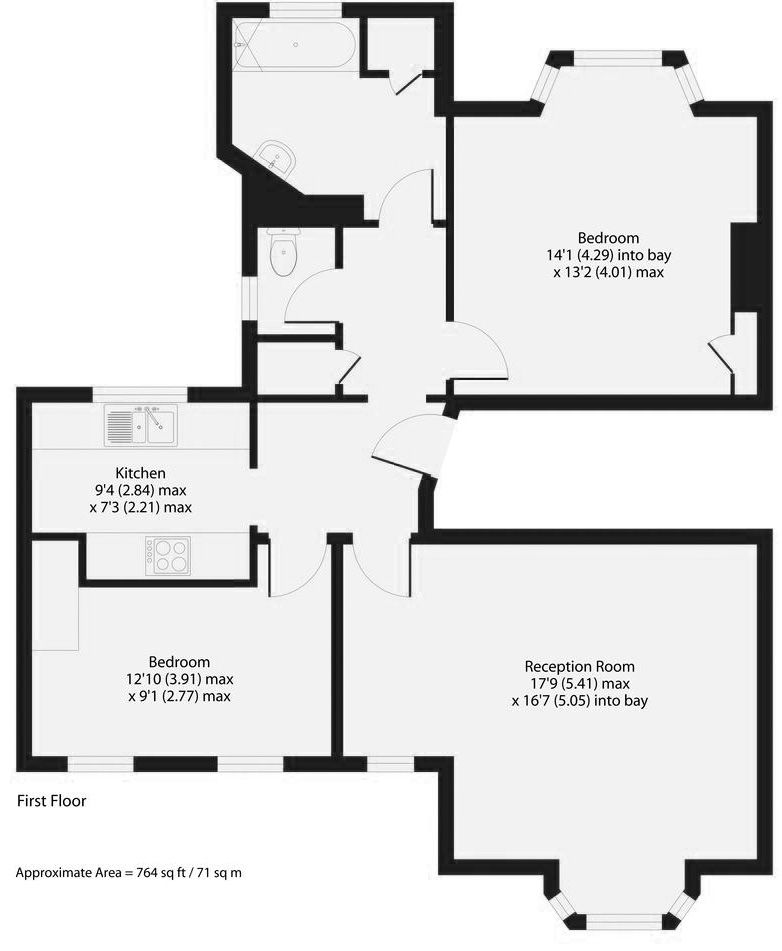 Bedroom
14'1 (4.29) into bay
x 13'2 (4.01) max
Kitchen
9'4 (2.84) max
x 7'3 (2.21) max
Bedroom
12'10 (3.91) max
x 9'1 (2.77) max
Reception Room
17'9 (5.41) max
x 16'7 (5.05) into bay
First Floor
Approximate Area = 764 sq ft / 71 sq m